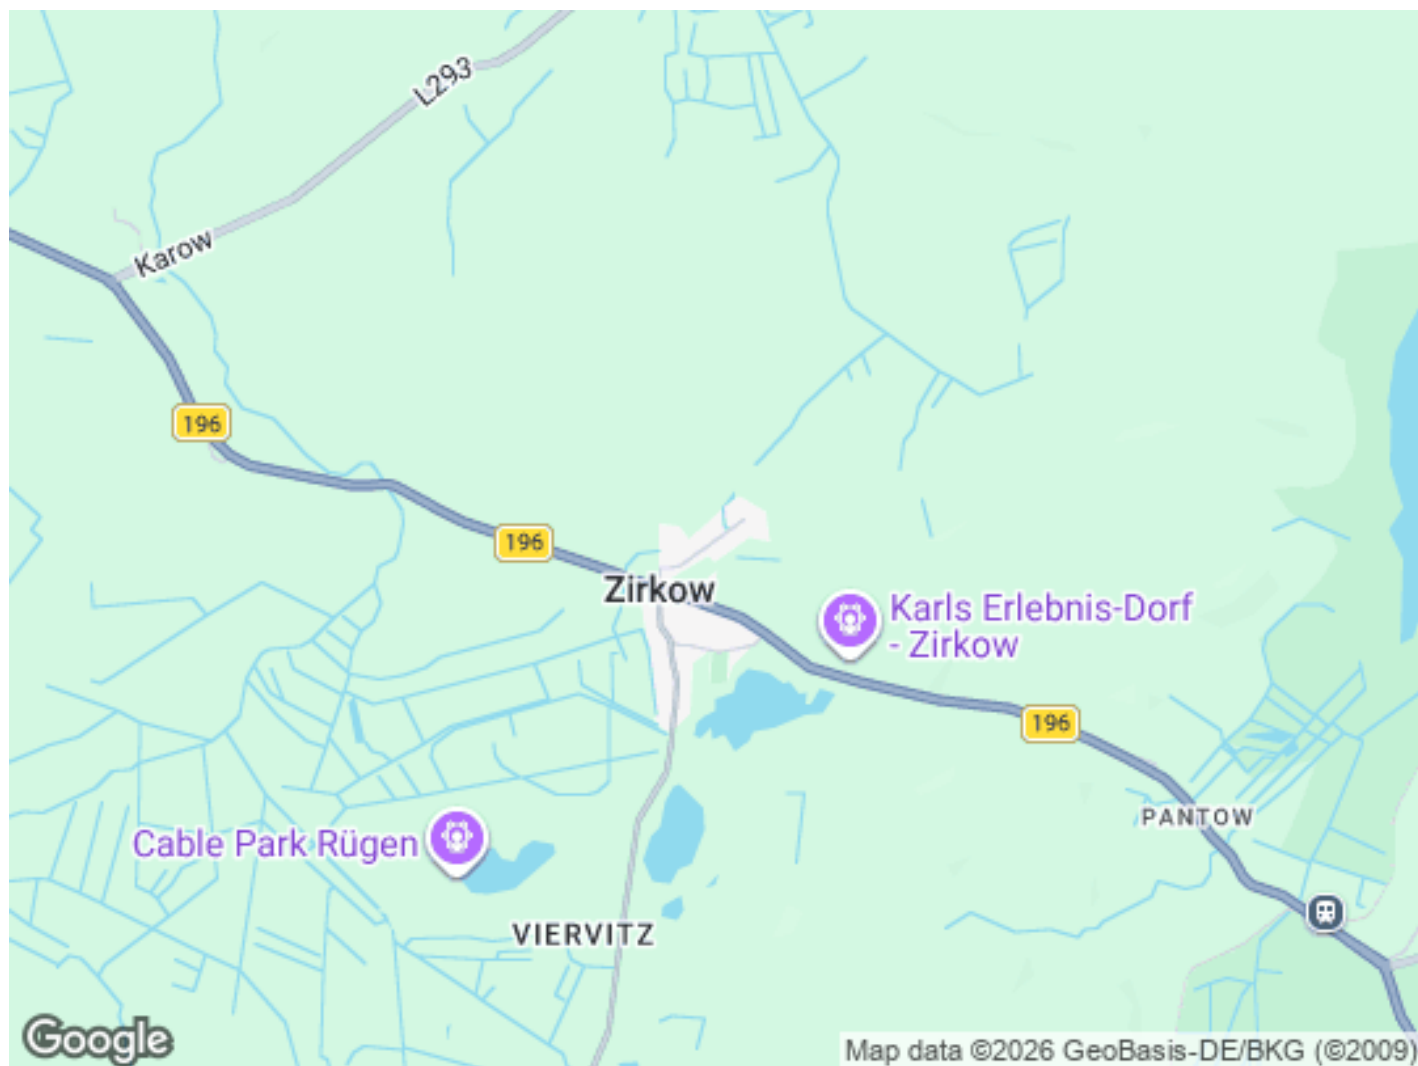 L293
Karow
196
196
Zirkow
Karls Erlebnis-Dorf
- Zirkow
196
PANTOW
Cable Park Rügen
VIERVITZ
Google
Map data ©2026 GeoBasis-DE/BKG (©2009)